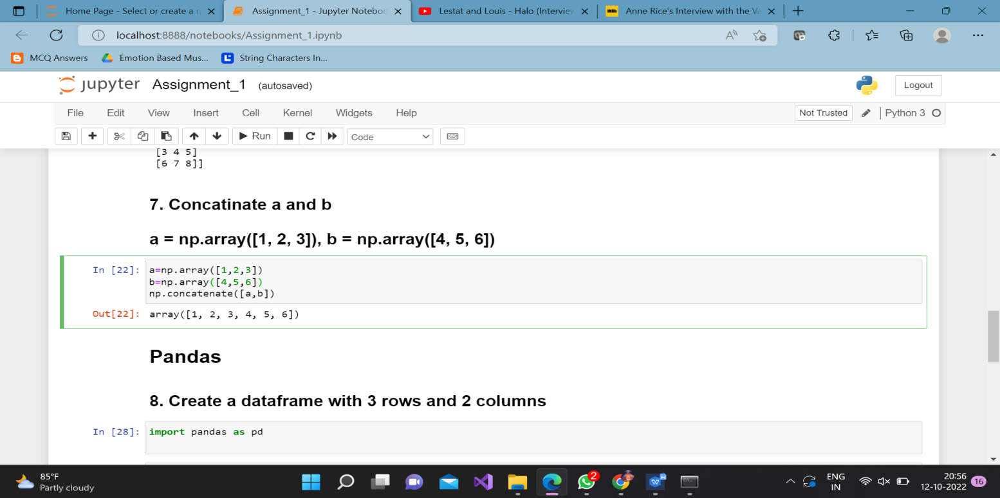 Home Page - Select or create a n
Assignment_1 - Jupyter Noteboo
Lestat and Louis - Halo (Interview
IMDb
Anne Rice's Interview with the Va
localhost:8888/notebooks/Assignment_1.ipynb
MCQ Answers
Emotion Based Mus...
String Characters In...
jupyter Assignment_1 (autosaved)
Logout
File Edit View Insert Cell Kernel Widgets Help
Not Trusted
Python 3
Run
Code
[3 4 5]
[6 7 8]]
7. Concatinate a and b
a = np.array([1, 2, 3]), b = np.array([4, 5, 6])
In [22]: a=np.array([1,2,3])
b=np.array([4,5,6])
np.concatenate([a,b])
Out[22]: array([1, 2, 3, 4, 5, 6])
Pandas
8. Create a dataframe with 3 rows and 2 columns
In [28]: import pandas as pd
85°F
Partly cloudy
2
ENG
IN
20:56
12-10-2022
16